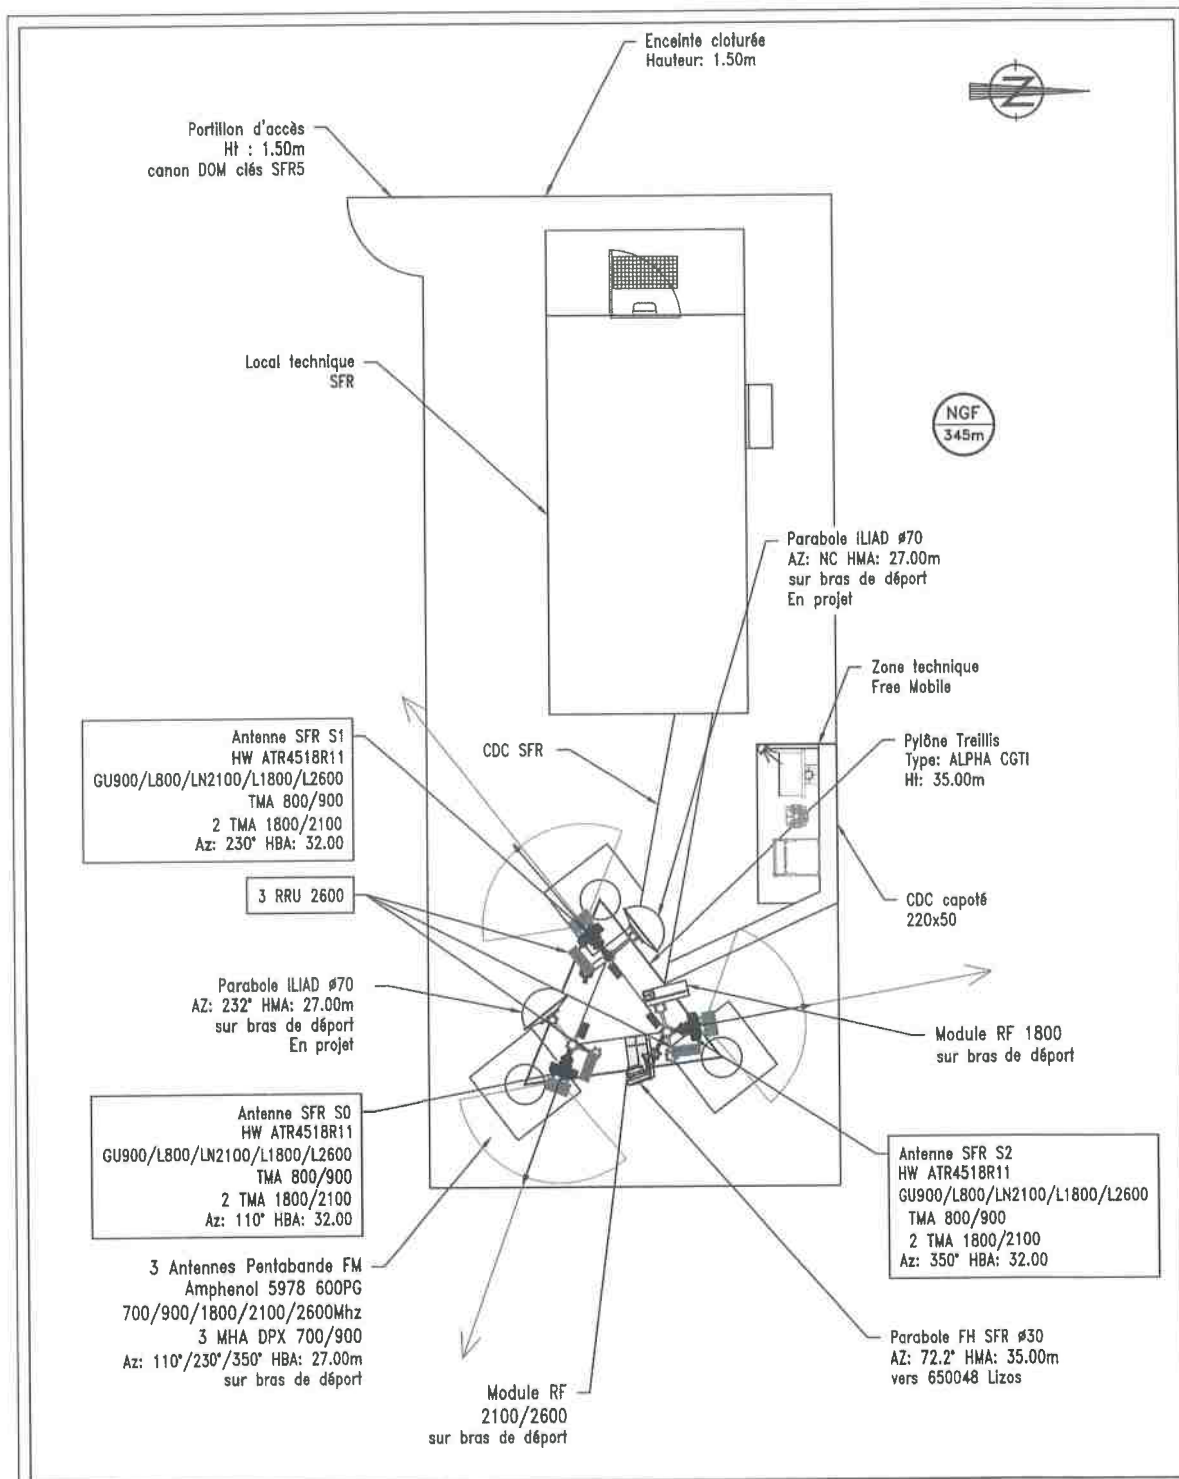 Enceinte cloturée
Hauteur: 1.50m
Z
Portillon d'accès
Ht : 1.50m
canon DOM clés SFR5
Local technique
SFR
NGF
345m
Parabole ILIAD ø70
AZ: NC HMA: 27.00m
sur bras de déport
En projet
Zone technique
Free Mobile
Antenne SFR S1
HW ATR4518R11
GU900/L800/LN2100/L1800/L2600
TMA 800/900
2 TMA 1800/2100
Az: 230° HBA: 32.00
CDC SFR
Pylône Treillis
Type: ALPHA CGTI
Ht: 35.00m
3 RRU 2600
CDC capoté
220x50
Parabole ILIAD ø70
AZ: 232° HMA: 27.00m
sur bras de déport
En projet
Module RF 1800
sur bras de déport
Antenne SFR S0
HW ATR4518R11
GU900/L800/LN2100/L1800/L2600
TMA 800/900
2 TMA 1800/2100
Az: 110° HBA: 32.00
Antenne SFR S2
HW ATR4518R11
GU900/L800/LN2100/L1800/L2600
TMA 800/900
2 TMA 1800/2100
Az: 350° HBA: 32.00
3 Antennes Pentabande FM
Amphenol 5978 600PG
700/900/1800/2100/2600Mhz
3 MHA DPX 700/900
Az: 110°/230°/350° HBA: 27.00m
sur bras de déport
Parabole FH SFR ø30
AZ: 72.2° HMA: 35.00m
vers 650048 Lizos
Module RF
2100/2600
sur bras de déport